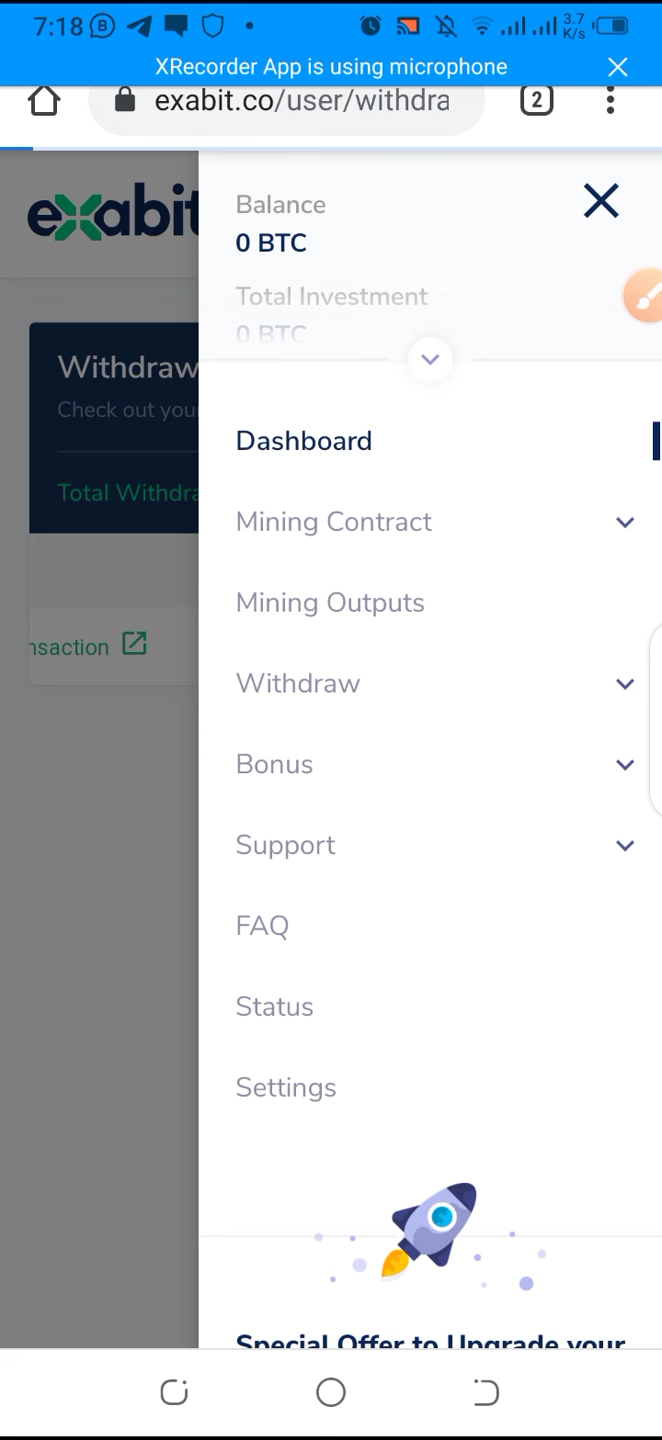 7:18
3.7
K/s
XRecorder App is using microphone
exabit.co/user/withdra
2
exabit
Balance
0 BTC
Total Investment
0 BTC
Withdraw
Check out you
Total Withdra
nsaction
Dashboard
Mining Contract
Mining Outputs
Withdraw
Bonus
Support
FAQ
Status
Settings
Special Offer to Upgrade your